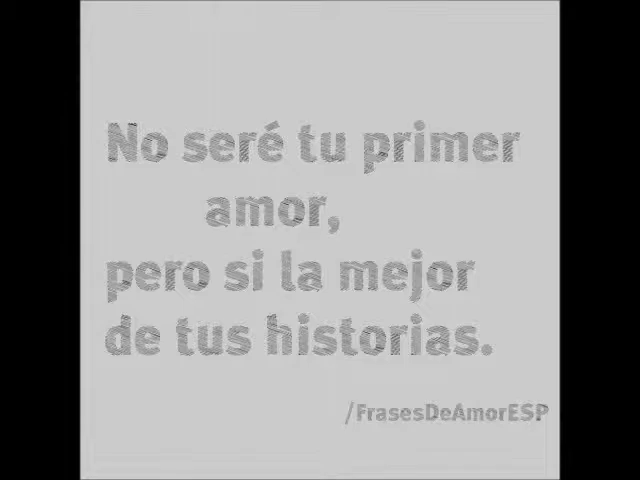 No seré tu primer
amor,
pero si la mejor
de tus historias.
/FrasesDeAmorESP